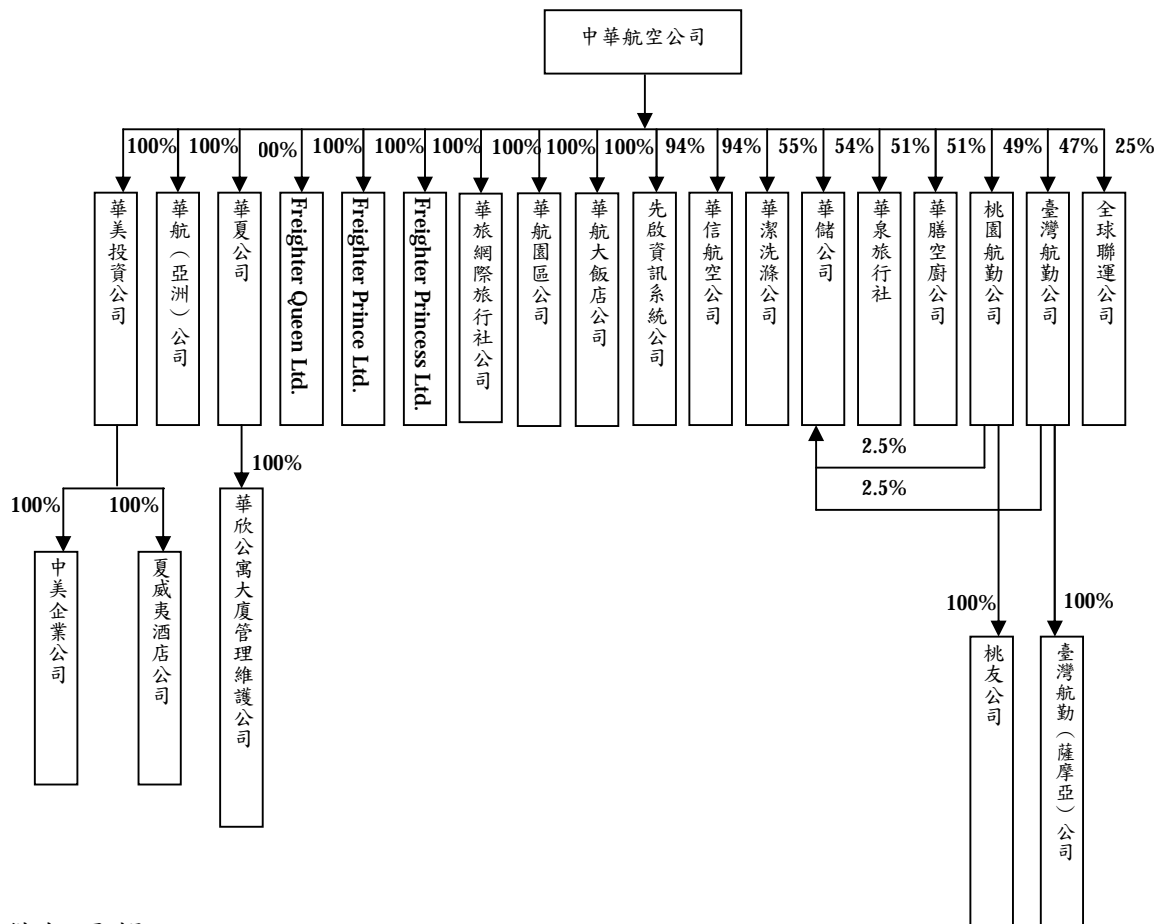 中華航空公司
100%
100%
00%
100%
100%
100%
100%
100%
100%
94%
94%
55%
54%
51%
51%
49%
47%
25%
華美投資公司
華航（亞洲）公司
華夏公司
Freighter Queen Ltd.
Freighter Prince Ltd.
Freighter Princess Ltd.
華旅網際旅行社公司
華航園區公司
華航大飯店公司
先啟資訊系統公司
華信航空公司
華潔洗滌公司
華儲公司
華泉旅行社
華膳空廚公司
桃園航勤公司
臺灣航勤公司
全球聯運公司
2.5%
2.5%
100%
100%
100%
100%
100%
中美企業公司
夏威夷酒店公司
華欣公寓大廈管理維護公司
桃友公司
臺灣航勤（薩摩亞）公司